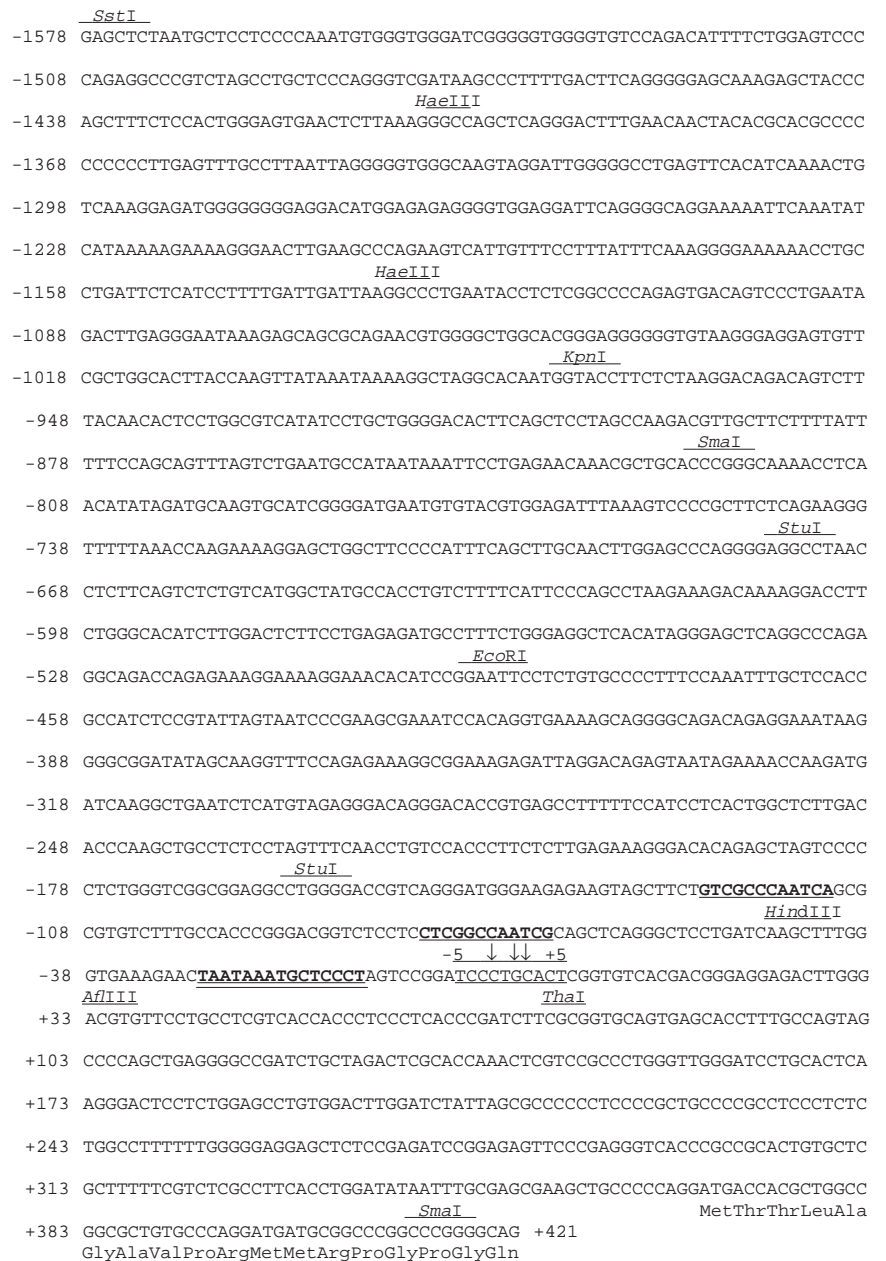 SstI
-1578 GAGCTCTAATGCTCCTCCCCAAATGTGGGTGGGATCGGGGGTGGGGTGTCCAGACATTTTCTGGAGTCCC
-1508 CAGAGGCCCGTCTAGCCTGCTCCCAGGGTCGATAAGCCCTTTTGACTTCAGGGGGAGCAAAGAGCTACCC
HaeIII
-1438 AGCTTTCTCCACTGGGAGTGAACTCTTAAAGGGCCAGCTCAGGGACTTTGAACAACTACACGCACGCCCC
-1368 CCCCCCTTGAGTTTGCCTTAATTAGGGGGTGGGCAAGTAGGATTGGGGGCCTGAGTTCACATCAAAACTG
-1298 TCAAAGGAGATGGGGGGGGAGGACATGGAGAGAGGGGTGGAGGATTCAGGGGCAGGAAAAATTCAAATAT
-1228 CATAAAAAGAAAAGGGAACTTGAAGCCCAGAAGTCATTGTTTCCTTTATTTCAAAGGGGAAAAAACCTGC
HaeIII
-1158 CTGATTCTCATCCTTTTGATTGATTAAGGCCCTGAATACCTCTCGGCCCCAGAGTGACAGTCCCTGAATA
-1088 GACTTGAGGGAATAAAGAGCAGCGCAGAACGTGGGGCTGGCACGGGAGGGGGGTGTAAGGGAGGAGTGTT
KpnI
-1018 CGCTGGCACTTACCAAGTTATAAATAAAAGGCTAGGCACAATGGTACCTTCTCTAAGGACAGACAGTCTT
-948 TACAACACTCCTGGCGTCATATCCTGCTGGGGACACTTCAGCTCCTAGCCAAGACGTTGCTTCTTTTATT
SmaI
-878 TTTCCAGCAGTTTAGTCTGAATGCCATAATAAATTCCTGAGAACAAACGCTGCACCCGGGCAAAACCTCA
-808 ACATATAGATGCAAGTGCATCGGGGATGAATGTGTACGTGGAGATTTAAAGTCCCCGCTTCTCAGAAGGG
StuI
-738 TTTTTAAACCAAGAAAAGGAGCTGGCTTCCCCATTTCAGCTTGCAACTTGGAGCCCAGGGGAGGCCTAAC
-668 CTCTTCAGTCTCTGTCATGGCTATGCCACCTGTCTTTTCATTCCCAGCCTAAGAAAGACAAAAGGACCTT
-598 CTGGGCACATCTTGGACTCTTCCTGAGAGATGCCTTTCTGGGAGGCTCACATAGGGAGCTCAGGCCCAGA
EcoRI
-528 GGCAGACCAGAGAAAGGAAAAGGAAACACATCCGGAATTCCTCTGTGCCCCTTTCCAAATTTGCTCCACC
-458 GCCATCTCCGTATTAGTAATCCCGAAGCGAAATCCACAGGTGAAAAGCAGGGGCAGACAGAGGAAATAAG
-388 GGGCGGATATAGCAAGGTTTCCAGAGAAAGGCGGAAAGAGATTAGGACAGAGTAATAGAAAACCAAGATG
-318 ATCAAGGCTGAATCTCATGTAGAGGGACAGGGACACCGTGAGCCTTTTTCCATCCTCACTGGCTCTTGAC
-248 ACCCAAGCTGCCTCTCCTAGTTTCAACCTGTCCACCCTTCTCTTGAGAAAGGGACACAGAGCTAGTCCCC
StuI
-178 CTCTGGGTCGGCGGAGGCCTGGGGACCGTCAGGGATGGGAAGAGAAGTAGCTTCTGTCGCCCAATCAGCG
HindIII
-108 CGTGTCTTTGCCACCCGGGACGGTCTCCTCCTCGGCCAATCGCAGCTCAGGGCTCCTGATCAAGCTTTGG
-5 ↓ ↓↓ +5
-38 GTGAAAGAACTAATAAATGCTCCCTAGTCCGGATCCCTGCACTCGGTGTCACGACGGGAGGAGACTTGGG
AflIII ThaI
+33 ACGTGTTCCTGCCTCGTCACCACCCTCCCTCACCCGATCTTCGCGGTGCAGTGAGCACCTTTGCCAGTAG
+103 CCCCAGCTGAGGGGCCGATCTGCTAGACTCGCACCAAACTCGTCCGCCCTGGGTTGGGATCCTGCACTCA
+173 AGGGACTCCTCTGGAGCCTGTGGACTTGGATCTATTAGCGCCCCCCTCCCCGCTGCCCCGCCTCCCTCTC
+243 TGGCCTTTTTTGGGGGAGGAGCTCTCCGAGATCCGGAGAGTTCCCGAGGGTCACCCGCCGCACTGTGCTC
+313 GCTTTTTCGTCTCGCCTTCACCTGGATATAATTTGCGAGCGAAGCTGCCCCCAGGATGACCACGCTGGCC
SmaI MetThrThrLeuAla
+383 GGCGCTGTGCCCAGGATGATGCGGCCCGGCCCGGGGCAG +421
GlyAlaValProArgMetMetArgProGlyProGlyGln